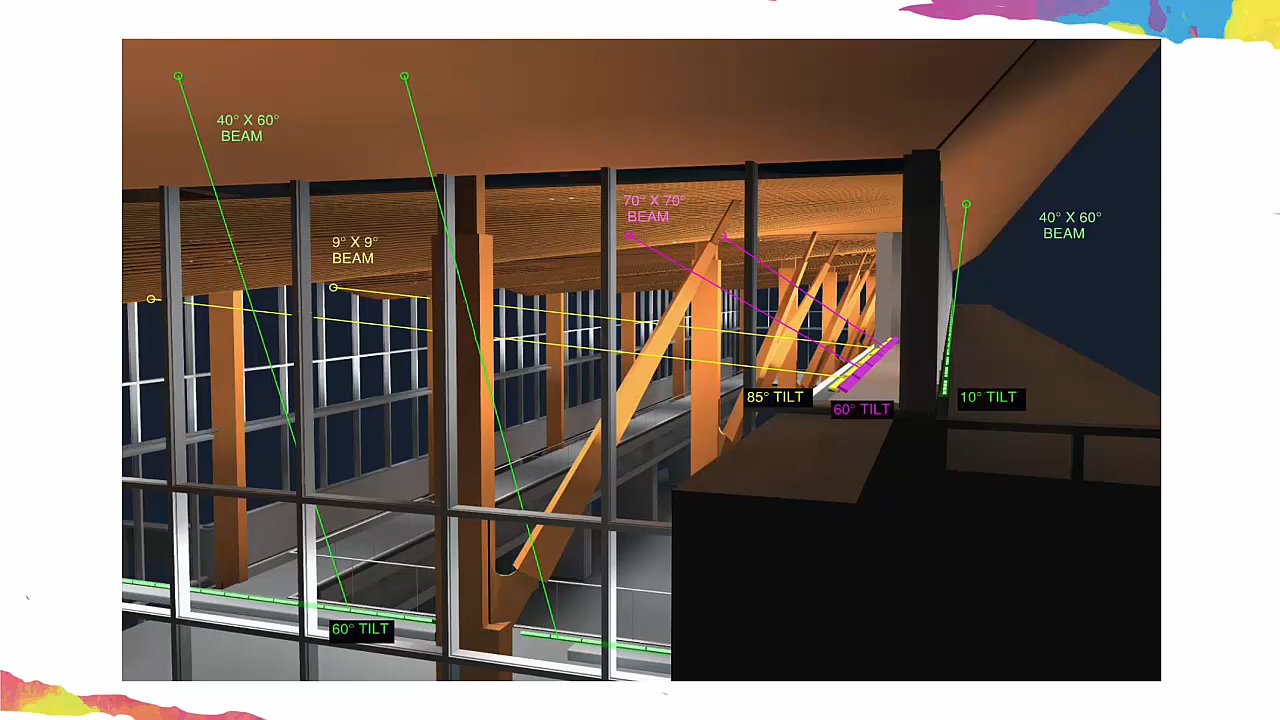 40° X 60°
BEAM
70° X 70°
BEAM
40° X 60°
BEAM
9° X 9°
BEAM
85° TILT
60° TILT
10° TILT
60° TILT